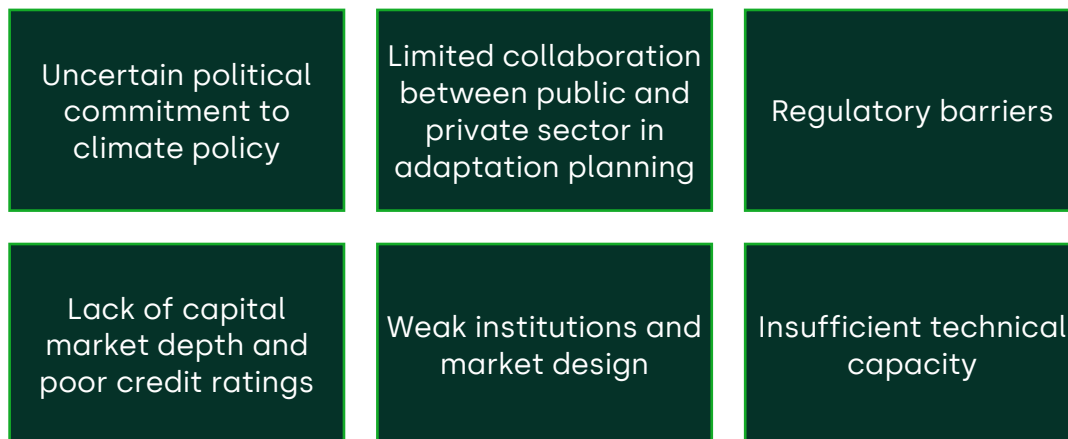 Uncertain political
commitment to
climate policy
Limited collaboration
between public and
private sector in
adaptation planning
Regulatory barriers
Lack of capital
market depth and
poor credit ratings
Weak institutions and
market design
Insufficient technical
capacity